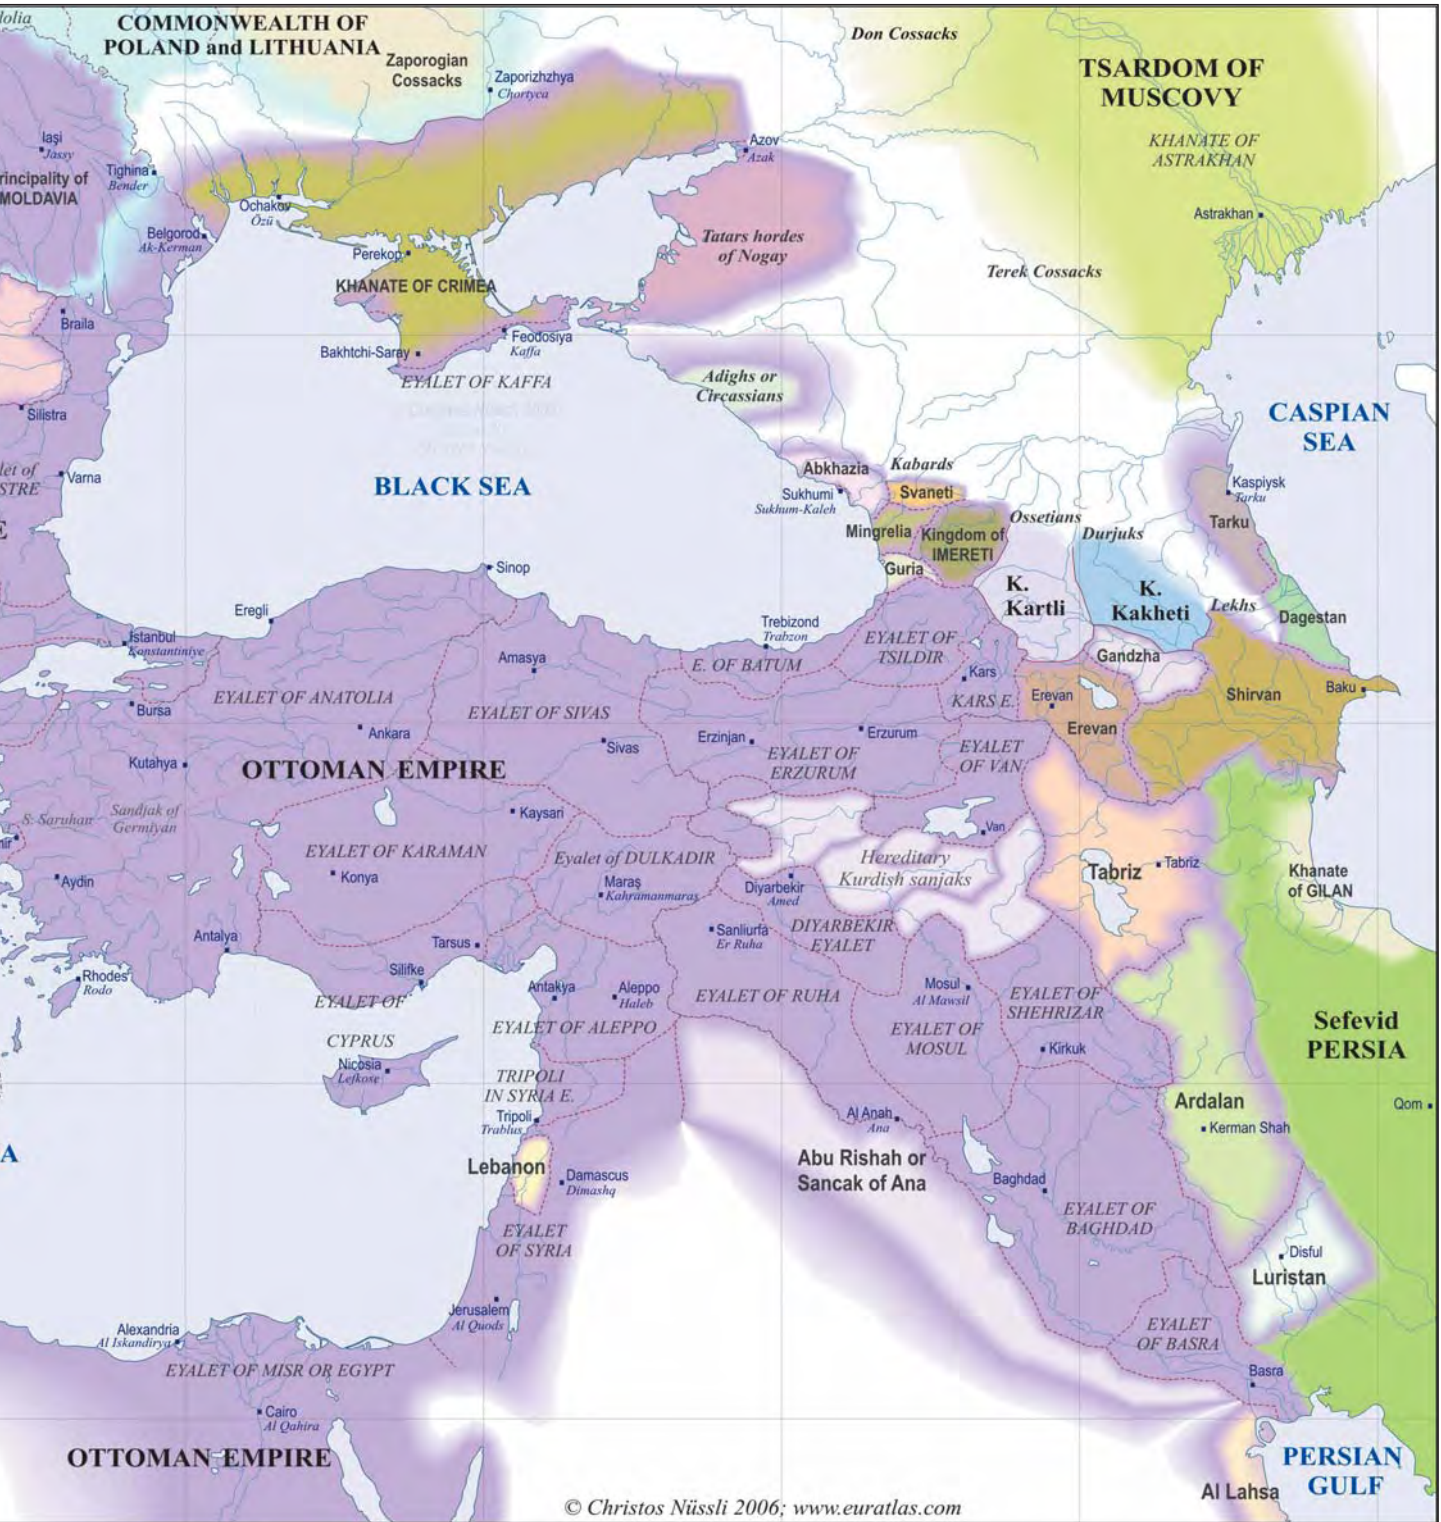 COMMONWEALTH OF
POLAND and LITHUANIA
Zaporogian
Cossacks
Zaporizhzhya
Chortyca
Don Cossacks
TSARDOM OF
MUSCOVY
KHANATE OF
ASTRAKHAN
Astrakhan
Iaşi
Jassy
rincipality of
MOLDAVIA
Tighina
Bender
Azov
Azak
Ochakov
Özü
Belgorod
Ak-Kerman
Perekop
KHANATE OF CRIMEA
Tatars hordes
of Nogay
Terek Cossacks
Braila
Bakhtchi-Saray
Feodosiya
Kaffa
EYALET OF KAFFA
Adighs or
Circassians
CASPIAN
SEA
Silistra
Varna
BLACK SEA
Abkhazia
Kabards
Sukhumi
Sukhum-Kaleh
Svaneti
Kaspiysk
Tarku
Tarku
Mingrelia
Kingdom of
IMERETI
Ossetians
Durjuks
Guria
K.
Kartli
K.
Kakheti
Lekhs
Dagestan
Sinop
Eregli
Istanbul
Konstantiniye
Trebizond
Trabzon
EYALET OF
TSILDIR
Amasya
E. OF BATUM
Kars
KARS E.
Gandzha
Erevan
Erevan
Shirvan
Baku
EYALET OF ANATOLIA
Bursa
Ankara
EYALET OF SIVAS
Sivas
Erzinjan
Erzurum
EYALET OF
ERZURUM
EYALET
OF VAN
Kutahya
OTTOMAN EMPIRE
S: Saruhan
Sandjak of
Germiyan
Kaysari
Van
EYALET OF KARAMAN
Konya
Eyalet of DULKADIR
Maraş
Kahramanmaras
Hereditary
Kurdish sanjaks
Diyarbekir
Amed
Tabriz
Tabriz
Khanate
of GILAN
Aydin
Antalya
Tarsus
Sanliurfa
Er Ruha
DIYARBEKIR
EYALET
Rhodes
Rodo
Silifke
EYALET OF
CYPRUS
Nicosia
Lefkose
Antakya
Aleppo
Haleb
EYALET OF ALEPPO
EYALET OF RUHA
Mosul
Al Mawsil
EYALET OF
MOSUL
EYALET OF
SHEHRIZAR
Kirkuk
Sefevid
PERSIA
TRIPOLI
IN SYRIA E.
Tripoli
Trablus
Al Anah
Ana
Ardalan
Kerman Shah
Qom
A
Lebanon
Damascus
Dimashq
Abu Rishah or
Sancak of Ana
Baghdad
EYALET OF
BAGHDAD
EYALET
OF SYRIA
Disful
Luristan
Jerusalem
Al Quods
EYALET
OF BASRA
Alexandria
Al Iskandirya
EYALET OF MISR OR EGYPT
Basra
Cairo
Al Qahira
OTTOMAN EMPIRE
PERSIAN
GULF
Al Lahsa
© Christos Nüssli 2006; www.euratlas.com